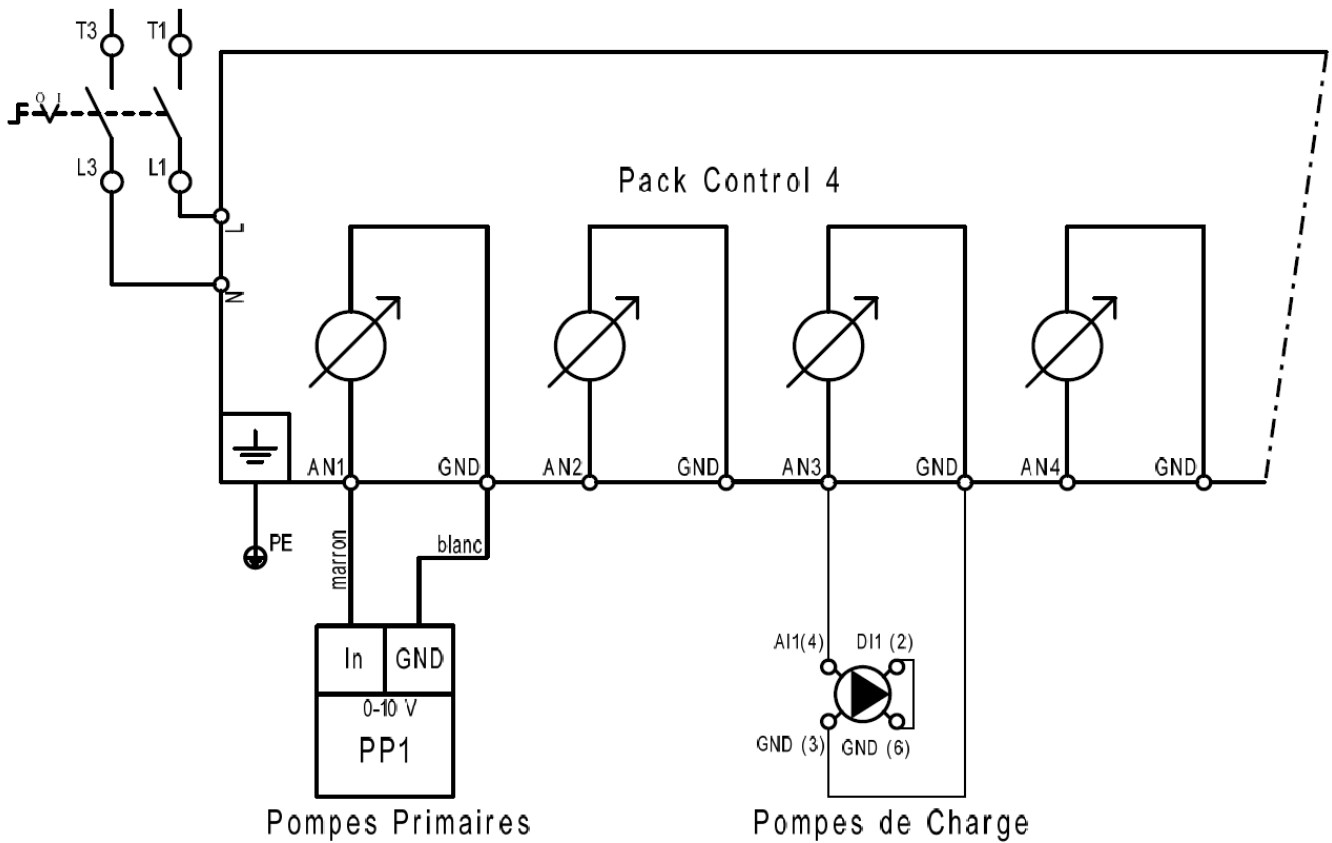 T3 T1
0 I
L3 L1
Pack Control 4
L
N
AN1 GND AN2 GND AN3 GND AN4 GND
PE
marron
blanc
In GND
0-10 V
PP1
AI1(4) DI1 (2)
GND (3) GND (6)
Pompes Primaires
Pompes de Charge